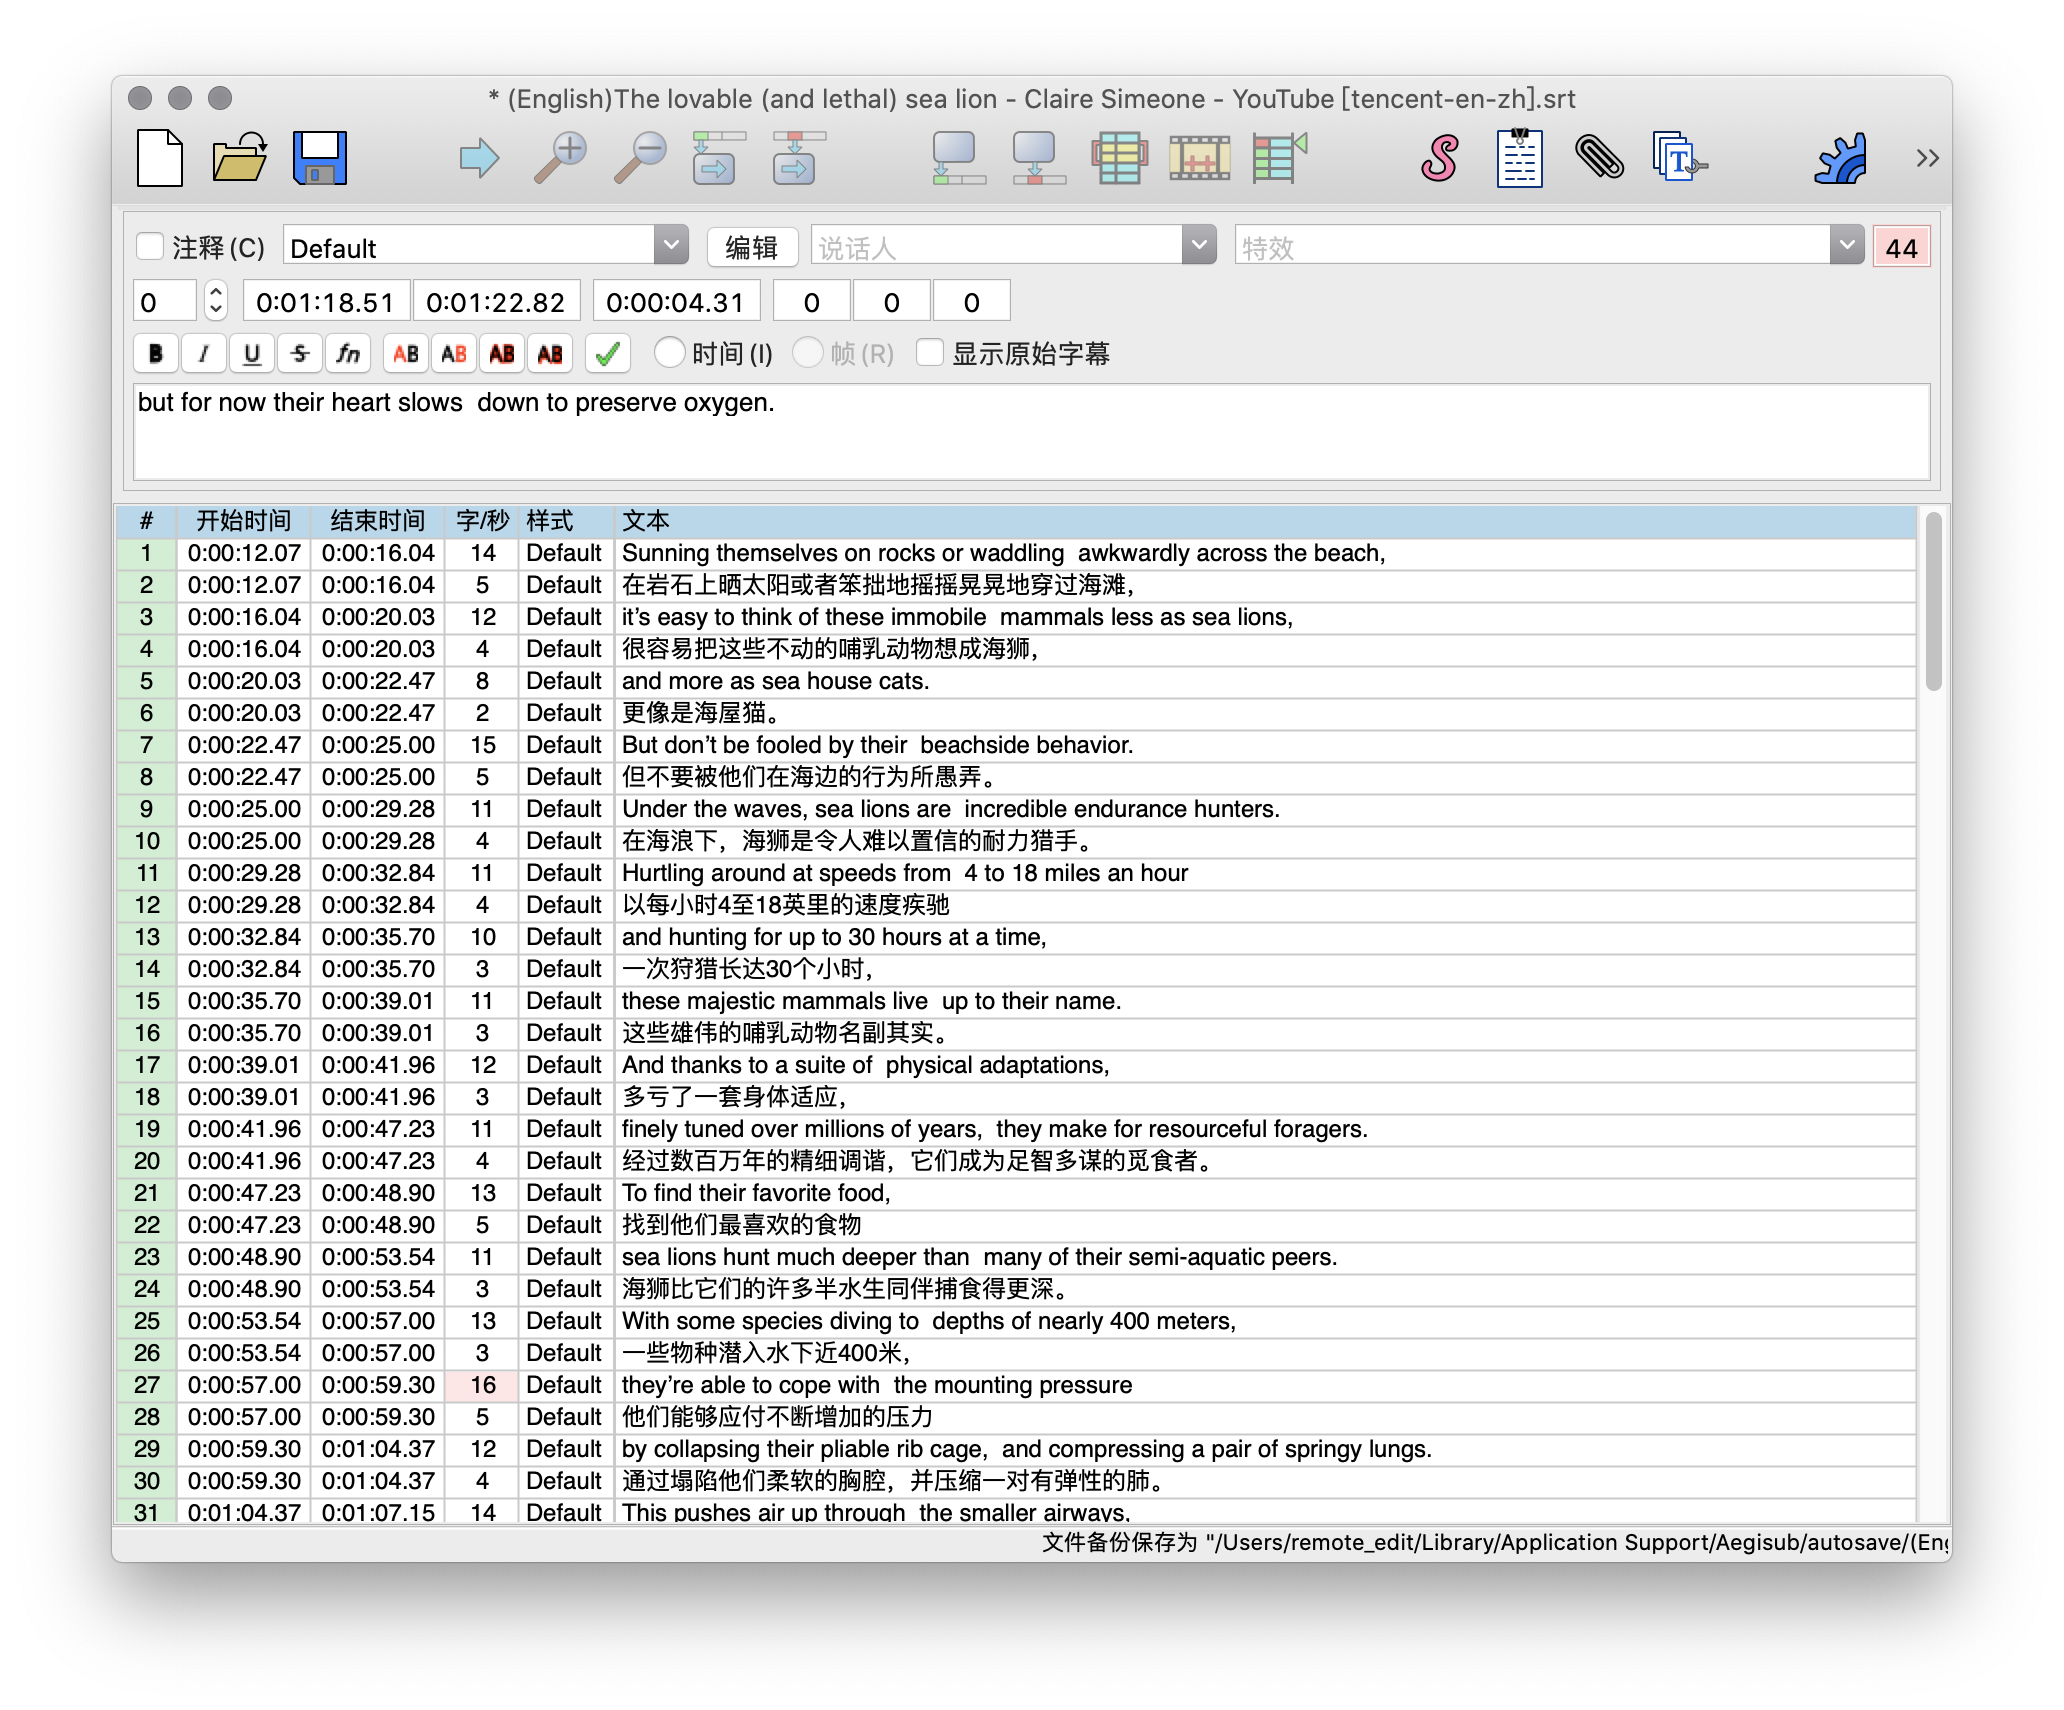 * (English)The lovable (and lethal) sea lion - Claire Simeone - YouTube [tencent-en-zh].srt
S T
>>
注释(C) Default 编辑 说话人 特效 44
0 0:01:18.51 0:01:22.82 0:00:04.31 0 0 0
B I U S fn AB AB AB AB 时间(I) 帧(R) 显示原始字幕
but for now their heart slows  down to preserve oxygen.
# 开始时间 结束时间 字/秒 样式 文本
1 0:00:12.07 0:00:16.04 14 Default Sunning themselves on rocks or waddling  awkwardly across the beach,
2 0:00:12.07 0:00:16.04 5 Default 在岩石上晒太阳或者笨拙地摇摇晃晃地穿过海滩，
3 0:00:16.04 0:00:20.03 12 Default it’s easy to think of these immobile  mammals less as sea lions,
4 0:00:16.04 0:00:20.03 4 Default 很容易把这些不动的哺乳动物想成海狮，
5 0:00:20.03 0:00:22.47 8 Default and more as sea house cats.
6 0:00:20.03 0:00:22.47 2 Default 更像是海屋猫。
7 0:00:22.47 0:00:25.00 15 Default But don’t be fooled by their  beachside behavior.
8 0:00:22.47 0:00:25.00 5 Default 但不要被他们在海边的行为所愚弄。
9 0:00:25.00 0:00:29.28 11 Default Under the waves, sea lions are  incredible endurance hunters.
10 0:00:25.00 0:00:29.28 4 Default 在海浪下，海狮是令人难以置信的耐力猎手。
11 0:00:29.28 0:00:32.84 11 Default Hurtling around at speeds from  4 to 18 miles an hour
12 0:00:29.28 0:00:32.84 4 Default 以每小时4至18英里的速度疾驰
13 0:00:32.84 0:00:35.70 10 Default and hunting for up to 30 hours at a time,
14 0:00:32.84 0:00:35.70 3 Default 一次狩猎长达30个小时，
15 0:00:35.70 0:00:39.01 11 Default these majestic mammals live  up to their name.
16 0:00:35.70 0:00:39.01 3 Default 这些雄伟的哺乳动物名副其实。
17 0:00:39.01 0:00:41.96 12 Default And thanks to a suite of  physical adaptations,
18 0:00:39.01 0:00:41.96 3 Default 多亏了一套身体适应，
19 0:00:41.96 0:00:47.23 11 Default finely tuned over millions of years,  they make for resourceful foragers.
20 0:00:41.96 0:00:47.23 4 Default 经过数百万年的精细调谐，它们成为足智多谋的觅食者。
21 0:00:47.23 0:00:48.90 13 Default To find their favorite food,
22 0:00:47.23 0:00:48.90 5 Default 找到他们最喜欢的食物
23 0:00:48.90 0:00:53.54 11 Default sea lions hunt much deeper than  many of their semi-aquatic peers.
24 0:00:48.90 0:00:53.54 3 Default 海狮比它们的许多半水生同伴捕食得更深。
25 0:00:53.54 0:00:57.00 13 Default With some species diving to  depths of nearly 400 meters,
26 0:00:53.54 0:00:57.00 3 Default 一些物种潜入水下近400米，
27 0:00:57.00 0:00:59.30 16 Default they’re able to cope with  the mounting pressure
28 0:00:57.00 0:00:59.30 5 Default 他们能够应付不断增加的压力
29 0:00:59.30 0:01:04.37 12 Default by collapsing their pliable rib cage,  and compressing a pair of springy lungs.
30 0:00:59.30 0:01:04.37 4 Default 通过塌陷他们柔软的胸腔，并压缩一对有弹性的肺。
31 0:01:04.37 0:01:07.15 14 Default This pushes air up through  the smaller airways,
文件备份保存为 "/Users/remote_edit/Library/Application Support/Aegisub/autosave/(Eng